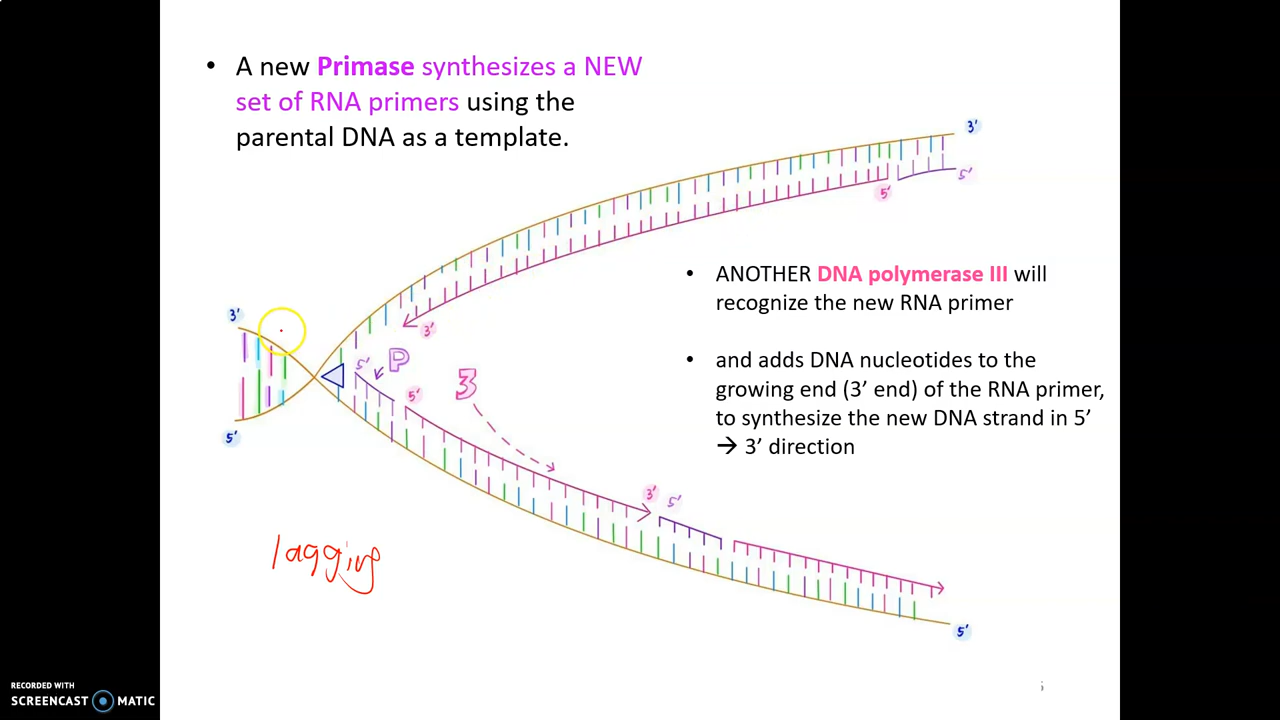 • A new Primase synthesizes a NEW
set of RNA primers using the
parental DNA as a template.
3'
5'
5'
• ANOTHER DNA polymerase III will
recognize the new RNA primer
3'
3'
P
5'
• and adds DNA nucleotides to the
growing end (3' end) of the RNA primer,
to synthesize the new DNA strand in 5'
→ 3' direction
3
5'
5'
3' 5'
lagging
5'
RECORDED WITH
SCREENCAST MATIC